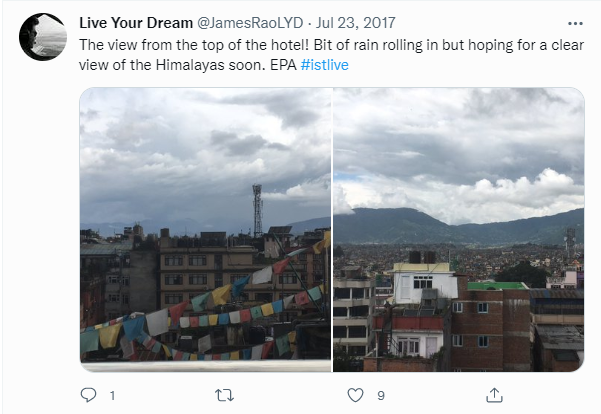 Live Your Dream @JamesRaoLYD · Jul 23, 2017
The view from the top of the hotel! Bit of rain rolling in but hoping for a clear
view of the Himalayas soon. EPA #istlive
1 9